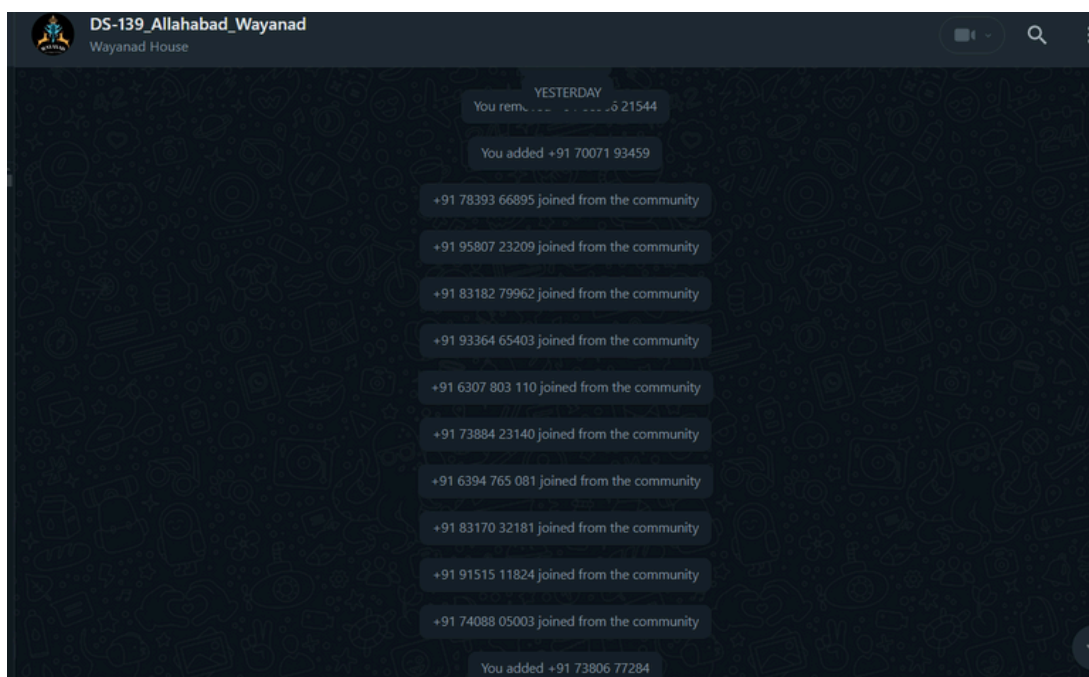 DS-139_Allahabad_Wayanad
Wayanad House
YESTERDAY
You 21544
You added +91 70071 93459
+91 78393 66895 joined from the community
+91 95807 23209 joined from the community
+91 83182 79962 joined from the community
+91 93364 65403 joined from the community
+91 6307 803 110 joined from the community
+91 73884 23140 joined from the community
+91 6394 765 081 joined from the community
+91 83170 32181 joined from the community
+91 91515 11824 joined from the community
+91 74088 05003 joined from the community
You added +91 73806 77284